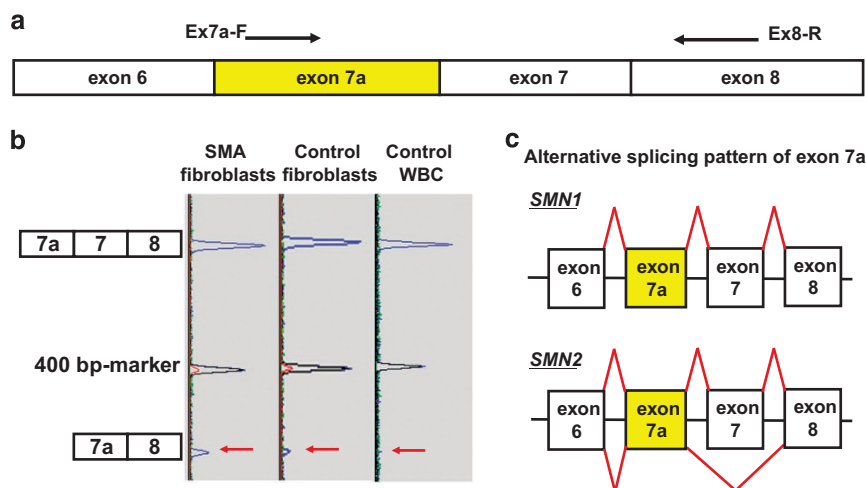 a
Ex7a-F
Ex8-R
exon 6 exon 7a exon 7 exon 8
b
SMA fibroblasts
Control fibroblasts
Control WBC
7a 7 8
400 bp-marker
7a 8
c
Alternative splicing pattern of exon 7a
SMN1
exon 6
exon 7a
exon 7
exon 8
SMN2
exon 6
exon 7a
exon 7
exon 8